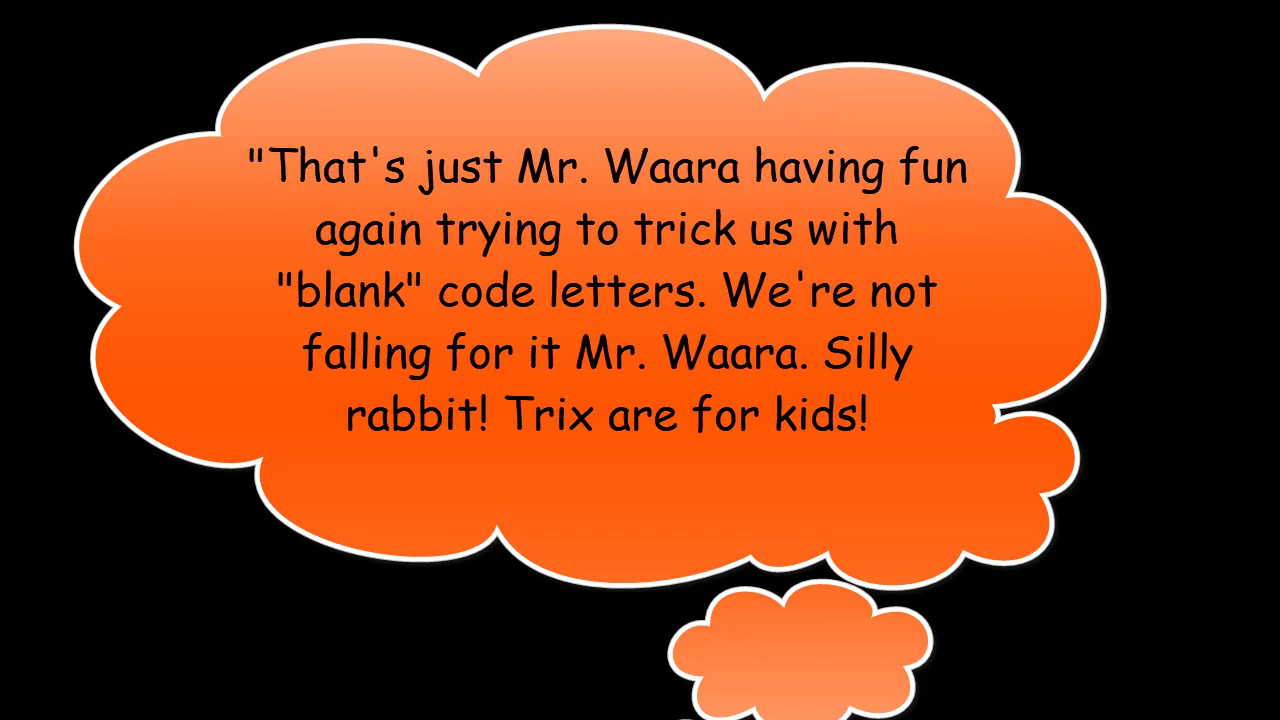 "That's just Mr. Waara having fun
again trying to trick us with
"blank" code letters. We're not
falling for it Mr. Waara. Silly
rabbit! Trix are for kids!